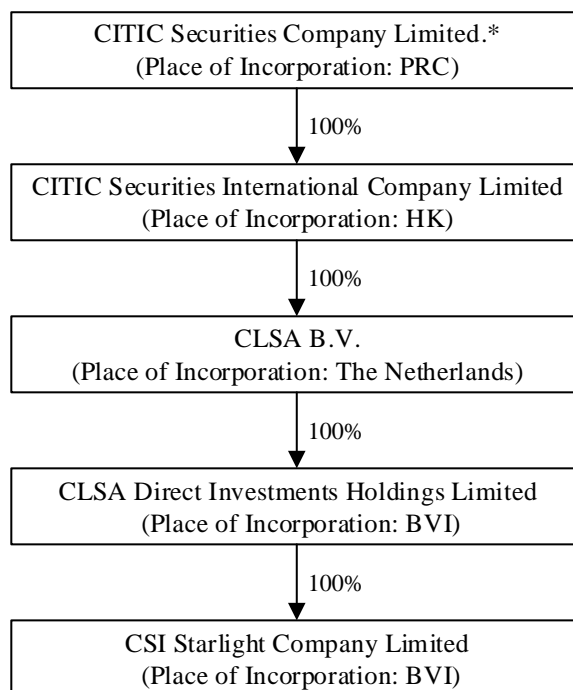 CITIC Securities Company Limited.*
(Place of Incorporation: PRC)
100%
CITIC Securities International Company Limited
(Place of Incorporation: HK)
100%
CLSA B.V.
(Place of Incorporation: The Netherlands)
100%
CLSA Direct Investments Holdings Limited
(Place of Incorporation: BVI)
100%
CSI Starlight Company Limited
(Place of Incorporation: BVI)